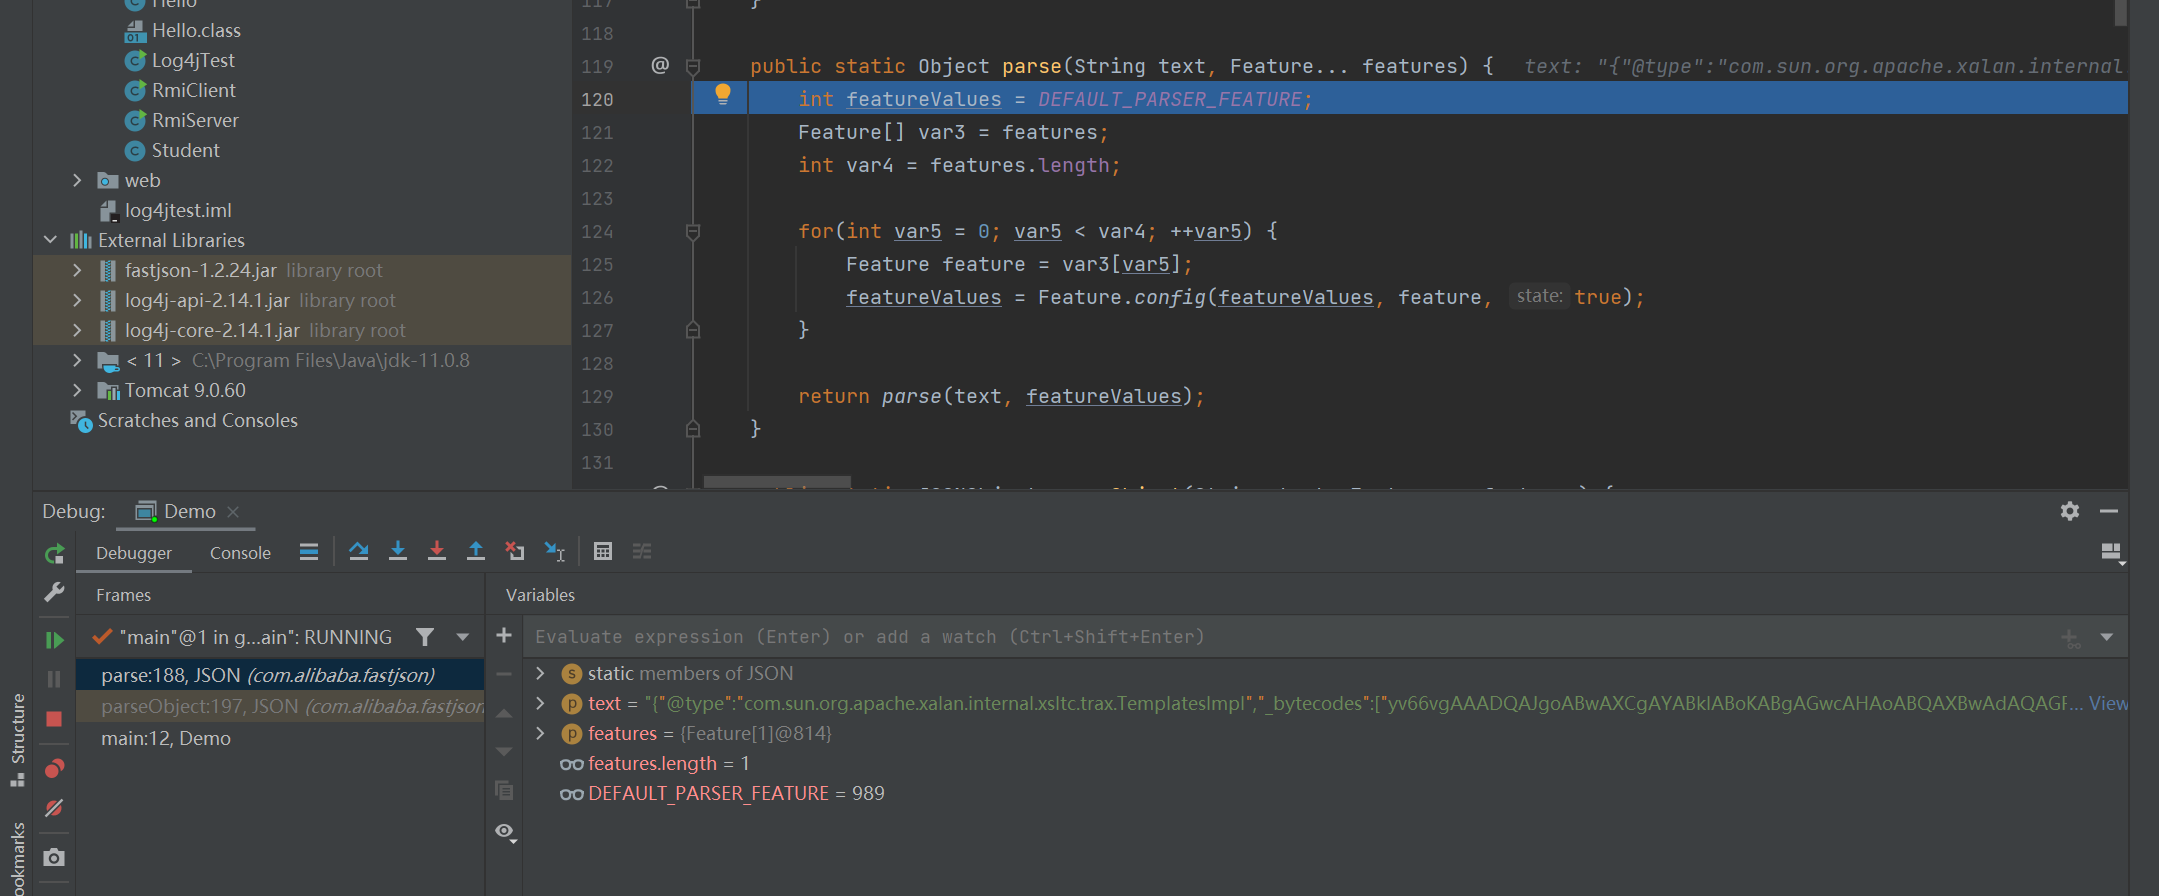 Hello
Hello.class
Log4jTest
RmiClient
RmiServer
Student
web
log4jtest.iml
External Libraries
fastjson-1.2.24.jar library root
log4j-api-2.14.1.jar library root
log4j-core-2.14.1.jar library root
< 11 > C:\Program Files\Java\jdk-11.0.8
Tomcat 9.0.60
Scratches and Consoles
117 }
118
119 @ public static Object parse(String text, Feature... features) { text: "{"@type":"com.sun.org.apache.xalan.internal
120 int featureValues = DEFAULT_PARSER_FEATURE;
121 Feature[] var3 = features;
122 int var4 = features.length;
123
124 for(int var5 = 0; var5 < var4; ++var5) {
125 Feature feature = var3[var5];
126 featureValues = Feature.config(featureValues, feature, state: true);
127 }
128
129 return parse(text, featureValues);
130 }
131
Debug: Demo
Debugger Console
Frames
"main"@1 in g...ain": RUNNING
parse:188, JSON (com.alibaba.fastjson)
parseObject:197, JSON (com.alibaba.fastjson
main:12, Demo
Variables
Evaluate expression (Enter) or add a watch (Ctrl+Shift+Enter)
s static members of JSON
p text = "{"@type":"com.sun.org.apache.xalan.internal.xsltc.trax.TemplatesImpl","_bytecodes":["yv66vgAAADQAJgoABwAXCgAYABkIABoKABgAGwcAHAoABQAXBwAdAQAGP... View
p features = {Feature[1]@814}
features.length = 1
DEFAULT_PARSER_FEATURE = 989
Structure
ookmarks